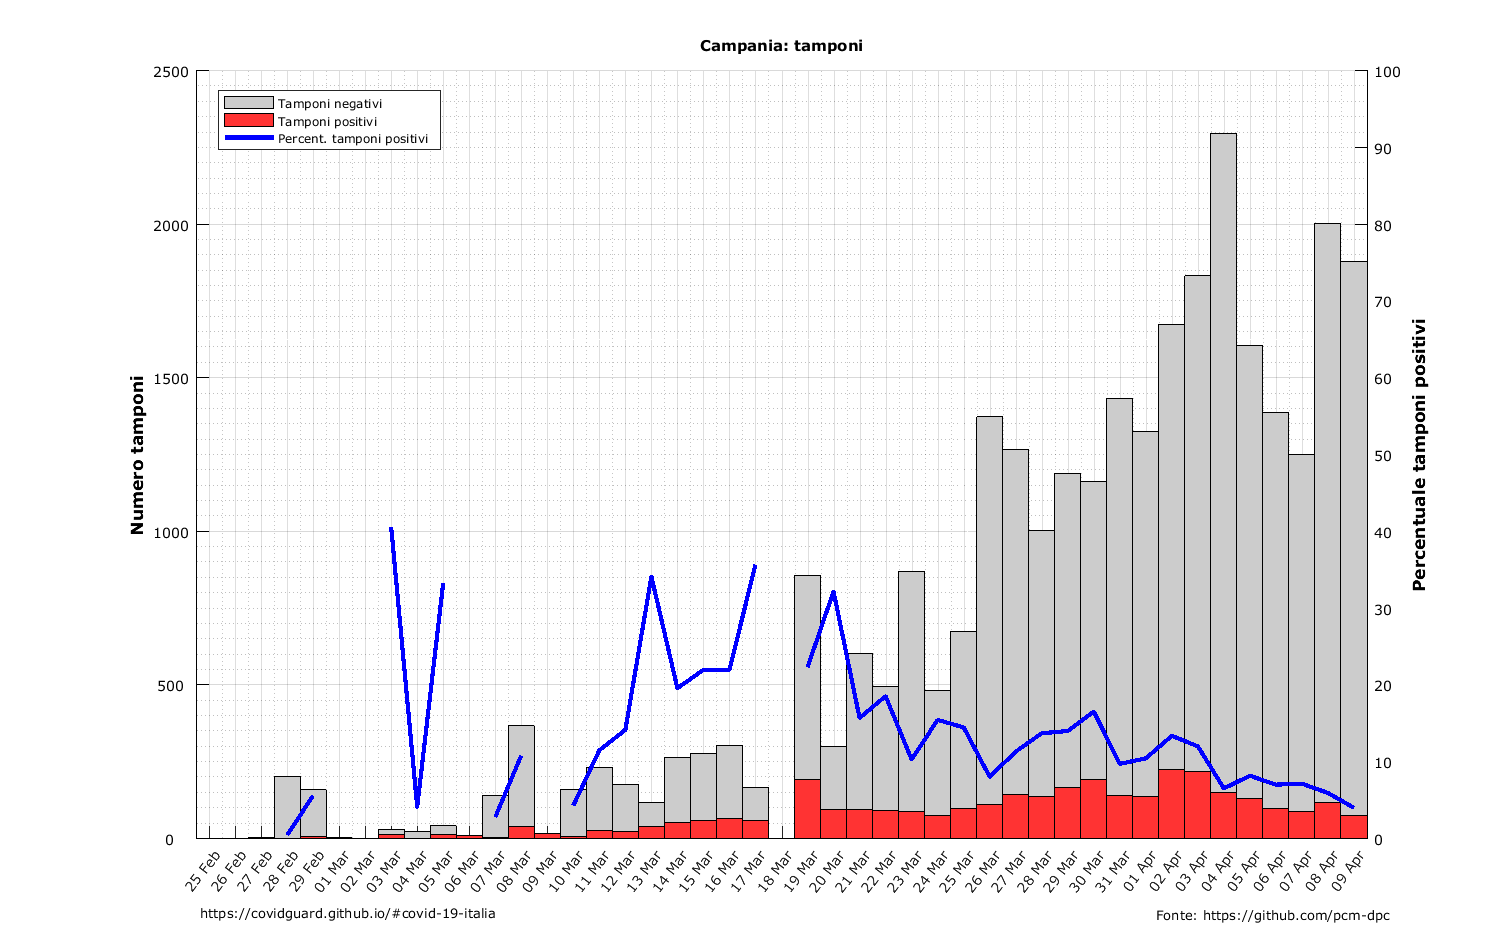 Campania: tamponi
Tamponi negativi
Tamponi positivi
Percent. tamponi positivi
Numero tamponi
2500
2000
1500
1000
500
0
Percentuale tamponi positivi
100
90
80
70
60
50
40
30
20
10
0
25 Feb
26 Feb
27 Feb
28 Feb
29 Feb
01 Mar
02 Mar
03 Mar
04 Mar
05 Mar
06 Mar
07 Mar
08 Mar
09 Mar
10 Mar
11 Mar
12 Mar
13 Mar
14 Mar
15 Mar
16 Mar
17 Mar
18 Mar
19 Mar
20 Mar
21 Mar
22 Mar
23 Mar
24 Mar
25 Mar
26 Mar
27 Mar
28 Mar
29 Mar
30 Mar
31 Mar
01 Apr
02 Apr
03 Apr
04 Apr
05 Apr
06 Apr
07 Apr
08 Apr
09 Apr
https://covidguard.github.io/#covid-19-italia
Fonte: https://github.com/pcm-dpc